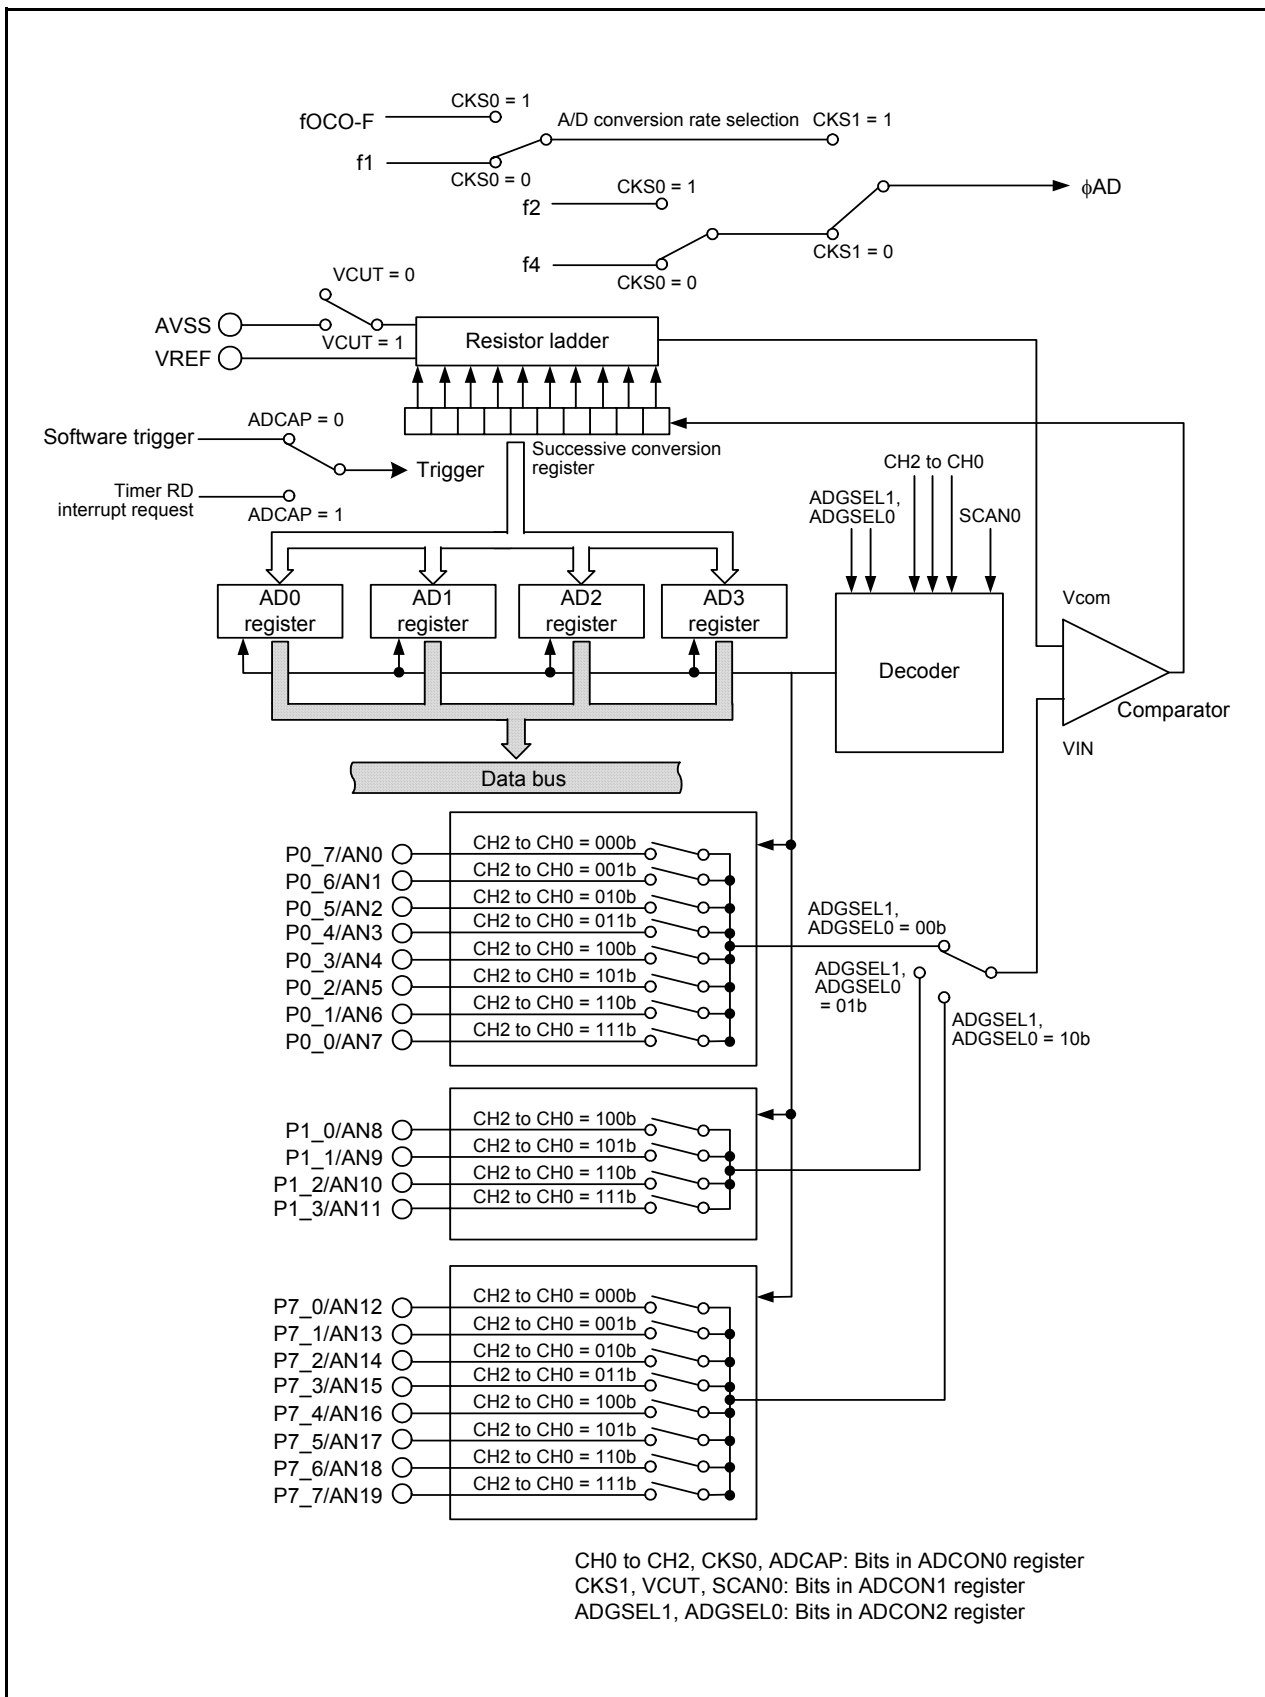 CKS0 = 1
fOCO-F
A/D conversion rate selection
CKS1 = 1
f1
CKS0 = 0
CKS0 = 1
f2
ϕAD
f4
CKS1 = 0
CKS0 = 0
VCUT = 0
AVSS
VCUT = 1
VREF
Resistor ladder
ADCAP = 0
Software trigger
Trigger
Timer RD
interrupt request
ADCAP = 1
Successive conversion
register
CH2 to CH0
ADGSEL1,
ADGSEL0
SCAN0
AD0
register
AD1
register
AD2
register
AD3
register
Decoder
Vcom
Comparator
VIN
Data bus
P0_7/AN0
CH2 to CH0 = 000b
P0_6/AN1
CH2 to CH0 = 001b
P0_5/AN2
CH2 to CH0 = 010b
P0_4/AN3
CH2 to CH0 = 011b
P0_3/AN4
CH2 to CH0 = 100b
P0_2/AN5
CH2 to CH0 = 101b
P0_1/AN6
CH2 to CH0 = 110b
P0_0/AN7
CH2 to CH0 = 111b
ADGSEL1,
ADGSEL0 = 00b
ADGSEL1,
ADGSEL0
= 01b
ADGSEL1,
ADGSEL0 = 10b
P1_0/AN8
CH2 to CH0 = 100b
P1_1/AN9
CH2 to CH0 = 101b
P1_2/AN10
CH2 to CH0 = 110b
P1_3/AN11
CH2 to CH0 = 111b
P7_0/AN12
CH2 to CH0 = 000b
P7_1/AN13
CH2 to CH0 = 001b
P7_2/AN14
CH2 to CH0 = 010b
P7_3/AN15
CH2 to CH0 = 011b
P7_4/AN16
CH2 to CH0 = 100b
P7_5/AN17
CH2 to CH0 = 101b
P7_6/AN18
CH2 to CH0 = 110b
P7_7/AN19
CH2 to CH0 = 111b
CH0 to CH2, CKS0, ADCAP: Bits in ADCON0 register
CKS1, VCUT, SCAN0: Bits in ADCON1 register
ADGSEL1, ADGSEL0: Bits in ADCON2 register